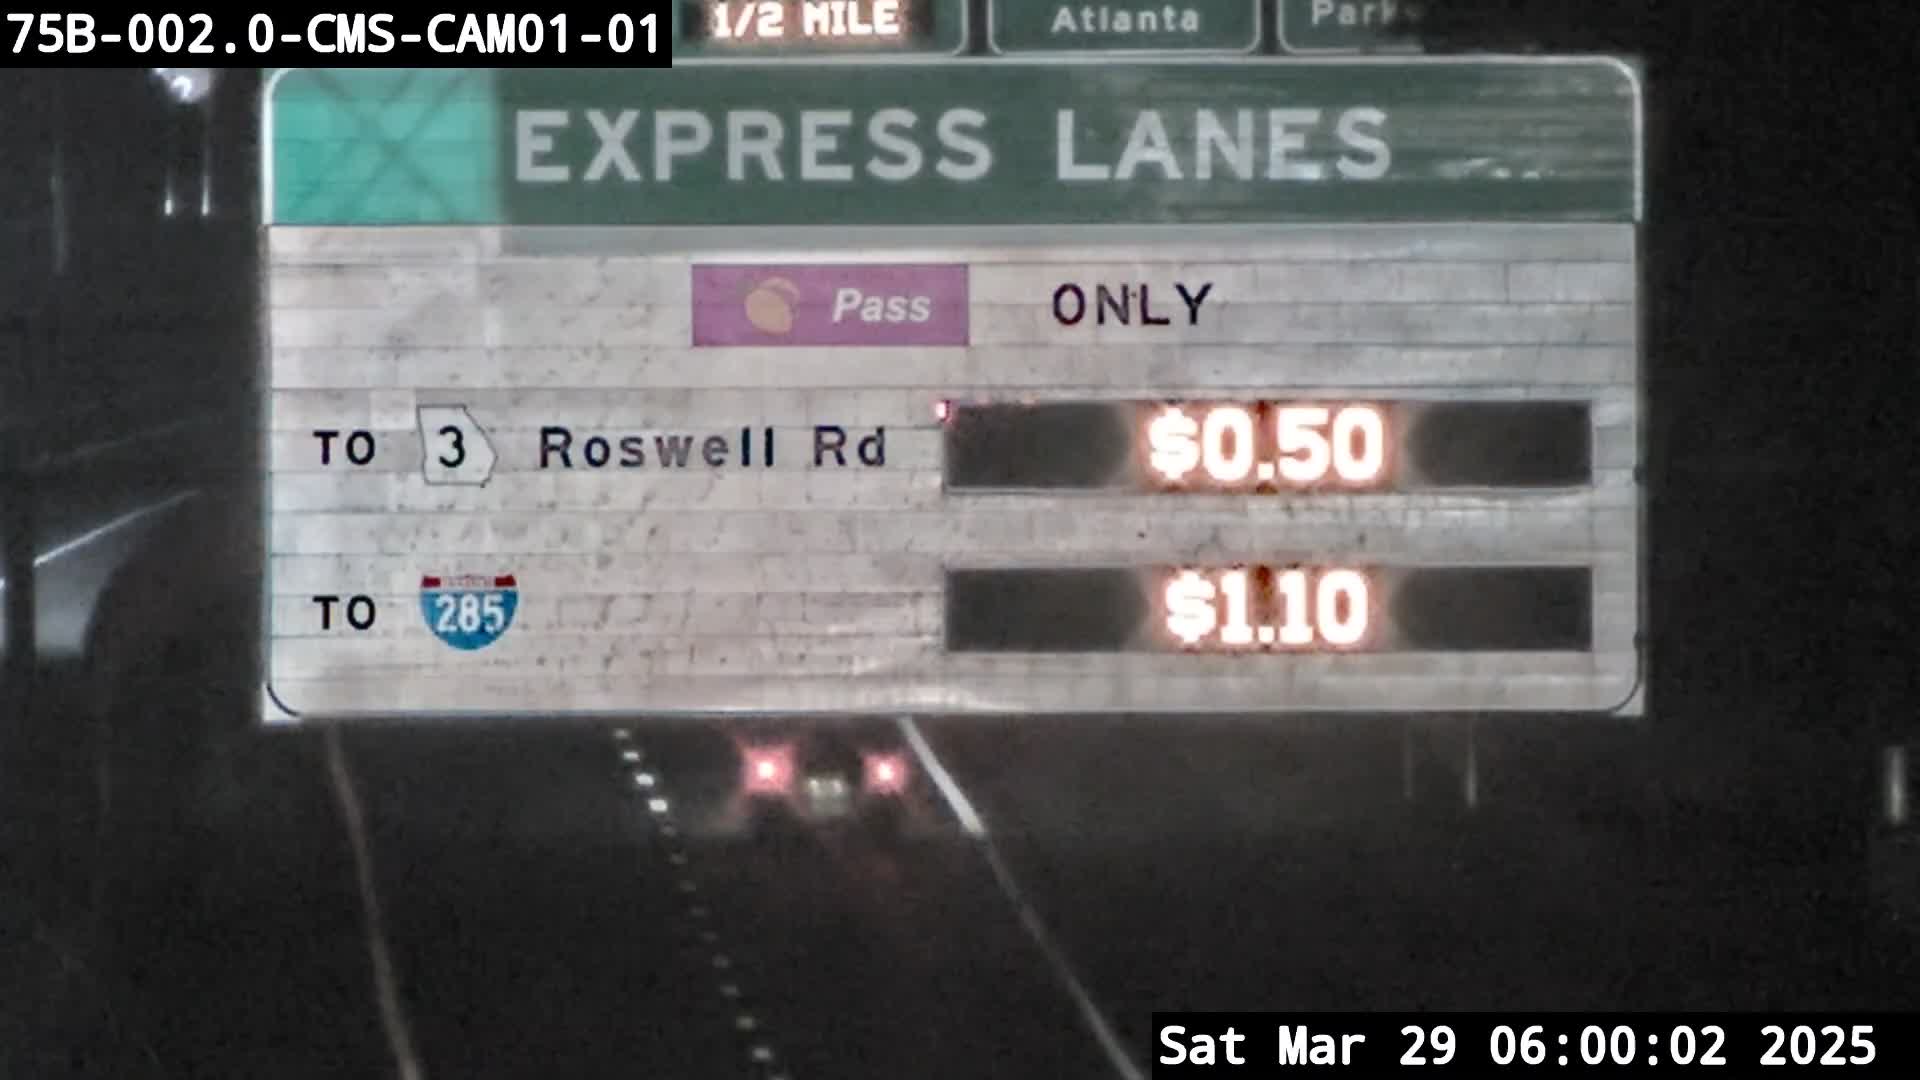 75B-002.0-CMS-CAM01-01
1/2 MILE
Atlanta
EXPRESS LANES
Pass ONLY
TO 3 Roswell Rd $0.50
TO 285 $1.10
Sat Mar 29 06:00:02 2025